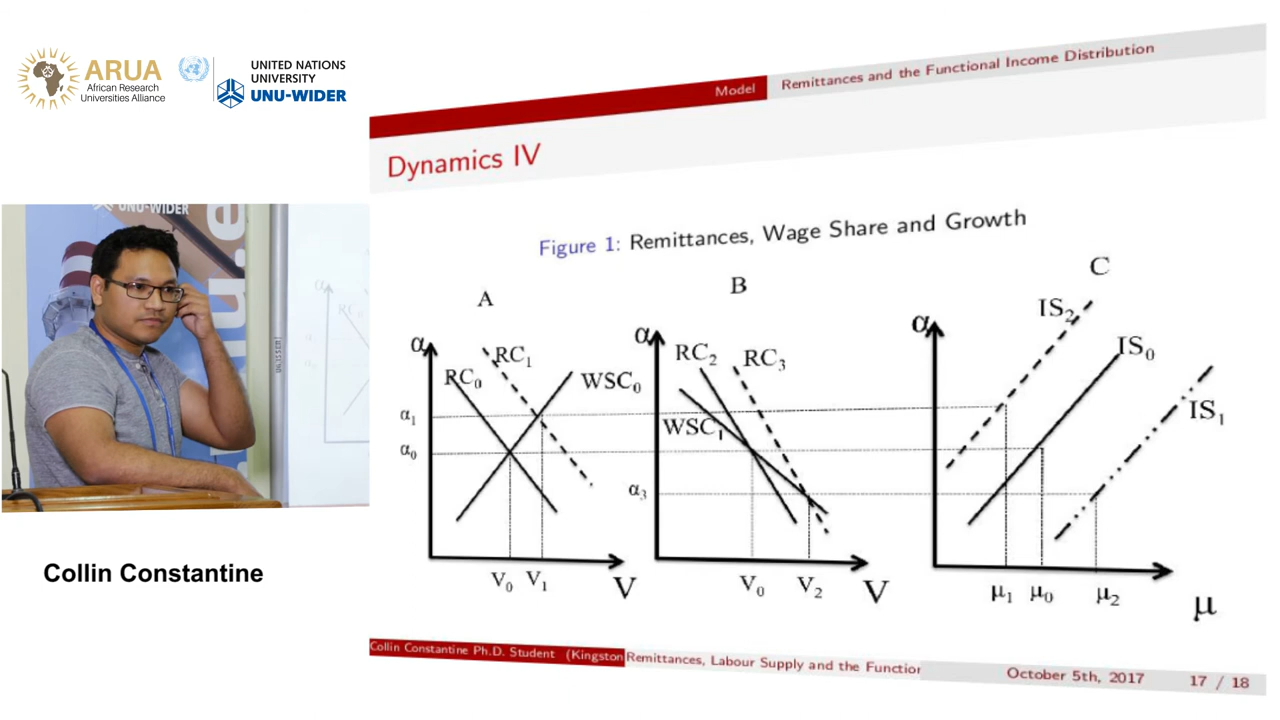 ARUA
African Research
Universities Alliance
UNITED NATIONS
UNIVERSITY
UNU-WIDER
Model
Remittances and the Functional Income Distribution
Dynamics IV
Figure 1: Remittances, Wage Share and Growth
A
α
RC₀
RC₁
WSC₀
α₁
α₀
V₀
V₁
V
B
α
RC₂
RC₃
WSC₁
α₃
V₀
V₂
V
C
α
IS₂
IS₀
IS₁
μ₁
μ₀
μ₂
μ
UNU-WIDER
Collin Constantine
Collin Constantine Ph.D. Student (Kingston
Remittances, Labour Supply and the Function
October 5th, 2017
17 / 18